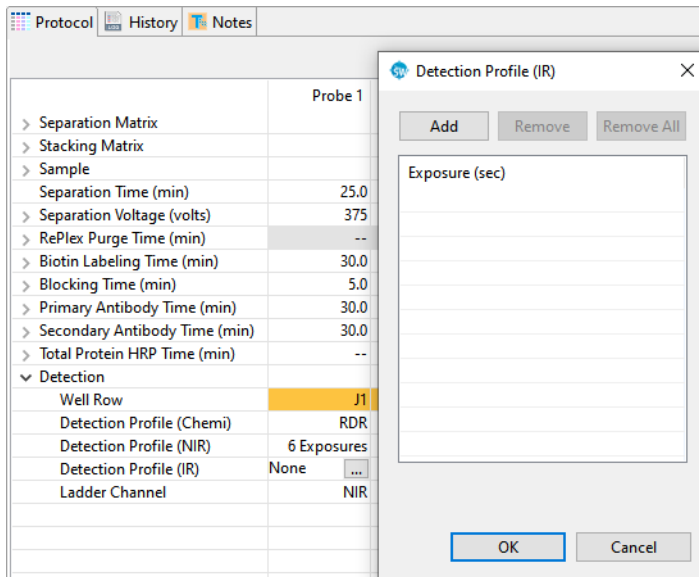 Protocol History Notes
Probe 1
Separation Matrix
Stacking Matrix
Sample
Separation Time (min) 25.0
Separation Voltage (volts) 375
RePlex Purge Time (min) --
Biotin Labeling Time (min) 30.0
Blocking Time (min) 5.0
Primary Antibody Time (min) 30.0
Secondary Antibody Time (min) 30.0
Total Protein HRP Time (min) --
Detection
Well Row J1
Detection Profile (Chemi) RDR
Detection Profile (NIR) 6 Exposures
Detection Profile (IR) None ...
Ladder Channel NIR
SW Detection Profile (IR)
Add Remove Remove All
Exposure (sec)
OK Cancel